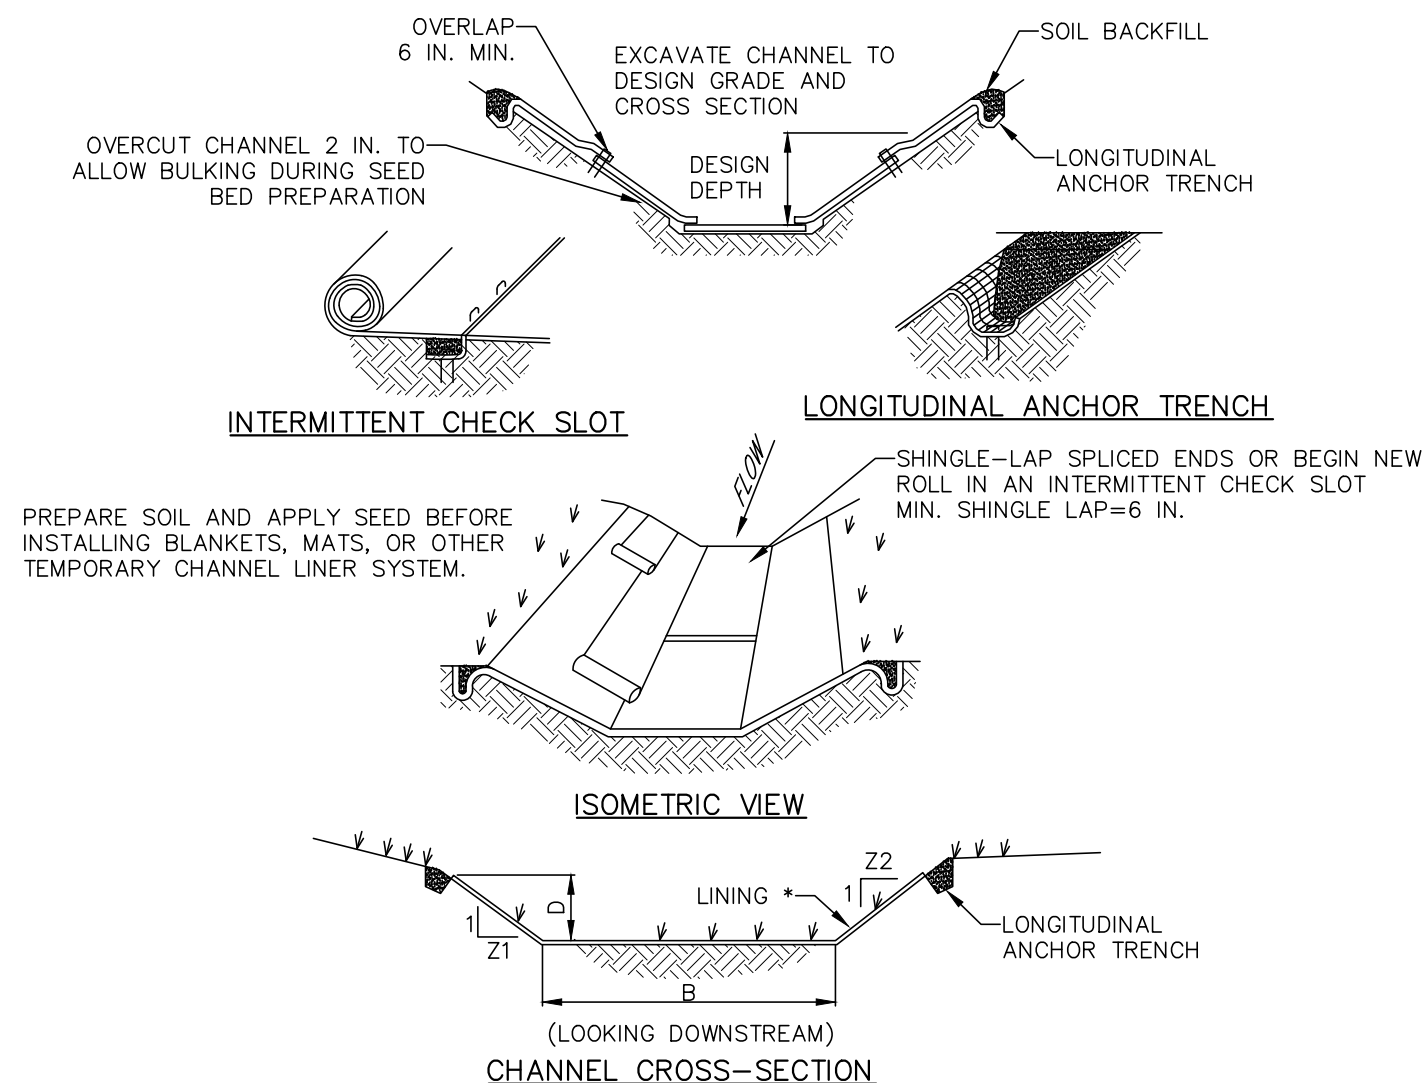 OVERLAP
6 IN. MIN.
EXCAVATE CHANNEL TO
DESIGN GRADE AND
CROSS SECTION
SOIL BACKFILL
OVERCUT CHANNEL 2 IN. TO
ALLOW BULKING DURING SEED
BED PREPARATION
DESIGN
DEPTH
LONGITUDINAL
ANCHOR TRENCH
INTERMITTENT CHECK SLOT
LONGITUDINAL ANCHOR TRENCH
FLOW
SHINGLE-LAP SPLICED ENDS OR BEGIN NEW
ROLL IN AN INTERMITTENT CHECK SLOT
MIN. SHINGLE LAP=6 IN.
PREPARE SOIL AND APPLY SEED BEFORE
INSTALLING BLANKETS, MATS, OR OTHER
TEMPORARY CHANNEL LINER SYSTEM.
ISOMETRIC VIEW
1
Z1
D
LINING *
1
Z2
LONGITUDINAL
ANCHOR TRENCH
B
(LOOKING DOWNSTREAM)
CHANNEL CROSS-SECTION